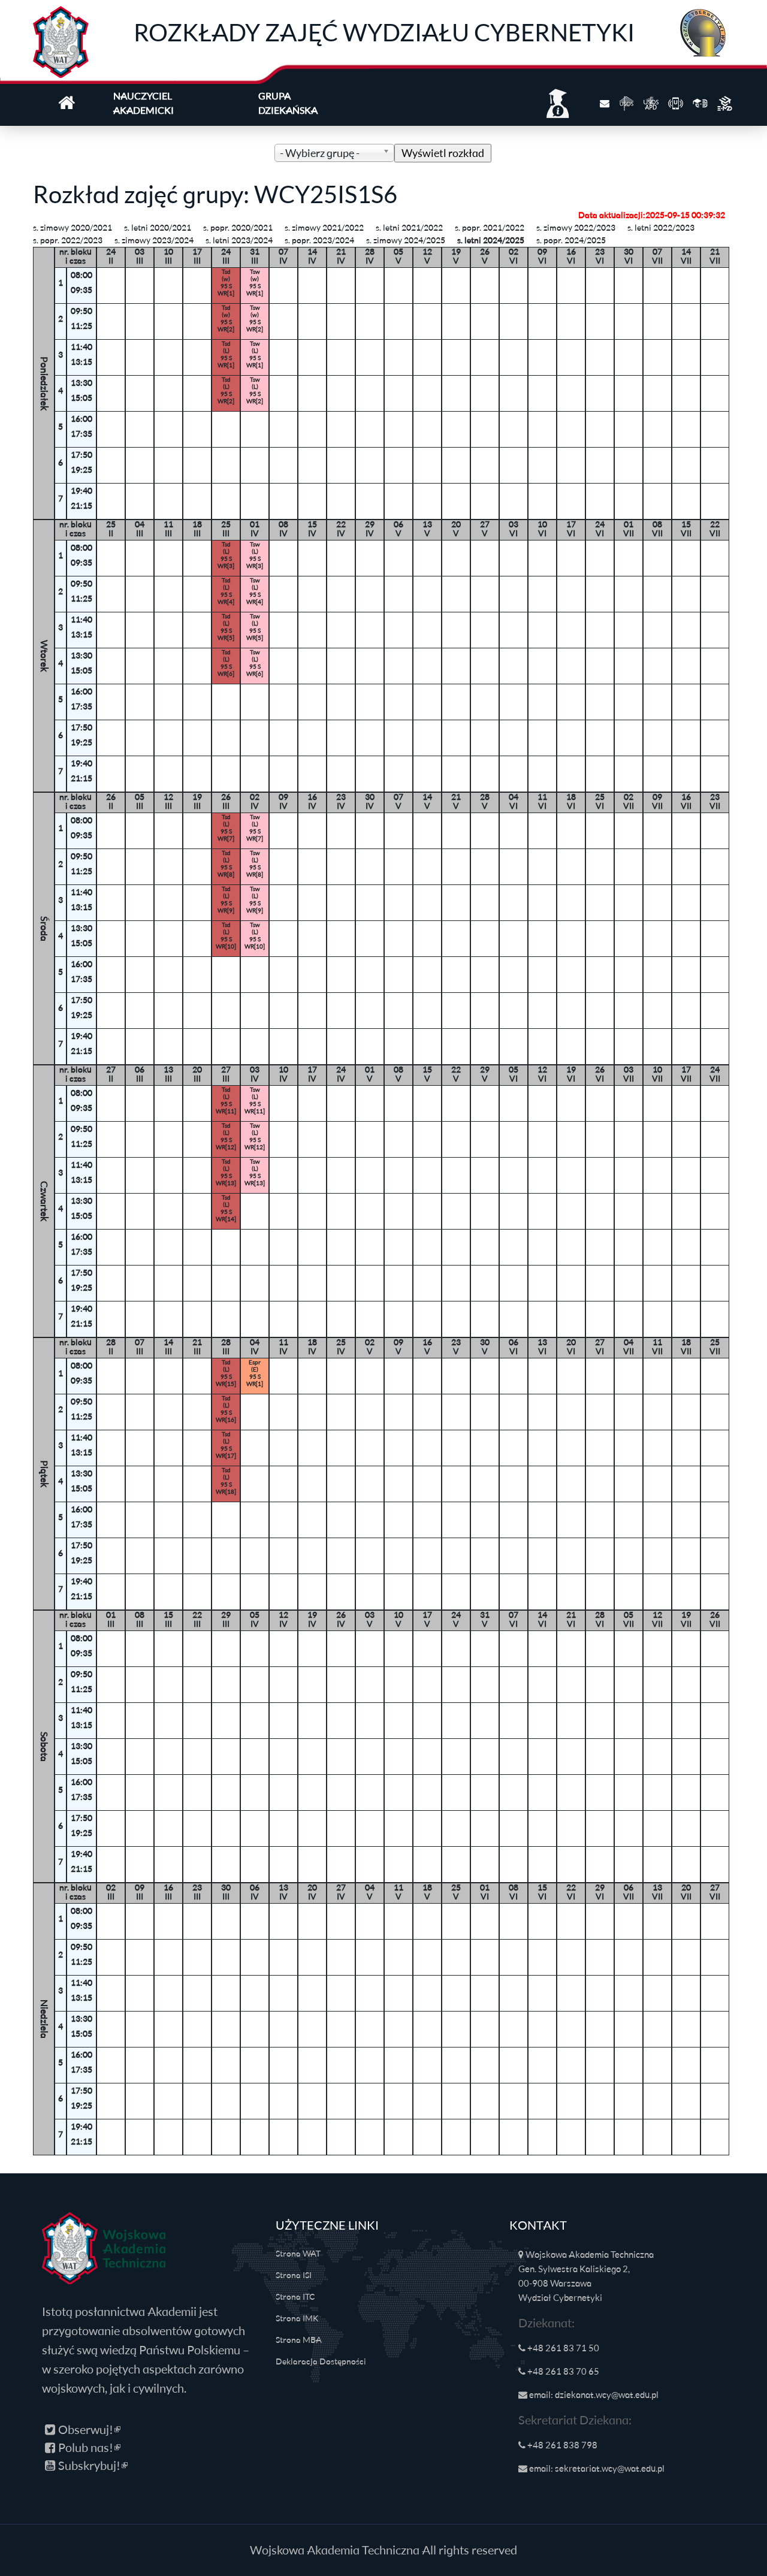 WAT
ROZKŁADY ZAJĘĆ WYDZIAŁU CYBERNETYKI
NAUCZYCIEL AKADEMICKI
GRUPA DZIEKAŃSKA
- Wybierz grupę -
Wyświetl rozkład
Rozkład zajęć grupy: WCY25IS1S6
Data aktualizacji:2025-09-15 00:39:32
s. zimowy 2020/2021 s. letni 2020/2021 s. popr. 2020/2021 s. zimowy 2021/2022 s. letni 2021/2022 s. popr. 2021/2022 s. zimowy 2022/2023 s. letni 2022/2023
s. popr. 2022/2023 s. zimowy 2023/2024 s. letni 2023/2024 s. popr. 2023/2024 s. zimowy 2024/2025 s. letni 2024/2025 s. popr. 2024/2025
Poniedziałek
nr. bloku i czas 24 II 03 III 10 III 17 III 24 III 31 III 07 IV 14 IV 21 IV 28 IV 05 V 12 V 19 V 26 V 02 VI 09 VI 16 VI 23 VI 30 VI 07 VII 14 VII 21 VII
1 08:00 09:35 Tsd (w) 95 S WR[1] Tsw (w) 95 S WR[1]
2 09:50 11:25 Tsd (w) 95 S WR[2] Tsw (w) 95 S WR[2]
3 11:40 13:15 Tsd (L) 95 S WR[1] Tsw (L) 95 S WR[1]
4 13:30 15:05 Tsd (L) 95 S WR[2] Tsw (L) 95 S WR[2]
5 16:00 17:35
6 17:50 19:25
7 19:40 21:15
Wtorek
nr. bloku i czas 25 II 04 III 11 III 18 III 25 III 01 IV 08 IV 15 IV 22 IV 29 IV 06 V 13 V 20 V 27 V 03 VI 10 VI 17 VI 24 VI 01 VII 08 VII 15 VII 22 VII
1 08:00 09:35 Tsd (L) 95 S WR[3] Tsw (L) 95 S WR[3]
2 09:50 11:25 Tsd (L) 95 S WR[4] Tsw (L) 95 S WR[4]
3 11:40 13:15 Tsd (L) 95 S WR[5] Tsw (L) 95 S WR[5]
4 13:30 15:05 Tsd (L) 95 S WR[6] Tsw (L) 95 S WR[6]
5 16:00 17:35
6 17:50 19:25
7 19:40 21:15
Środa
nr. bloku i czas 26 II 05 III 12 III 19 III 26 III 02 IV 09 IV 16 IV 23 IV 30 IV 07 V 14 V 21 V 28 V 04 VI 11 VI 18 VI 25 VI 02 VII 09 VII 16 VII 23 VII
1 08:00 09:35 Tsd (L) 95 S WR[7] Tsw (L) 95 S WR[7]
2 09:50 11:25 Tsd (L) 95 S WR[8] Tsw (L) 95 S WR[8]
3 11:40 13:15 Tsd (L) 95 S WR[9] Tsw (L) 95 S WR[9]
4 13:30 15:05 Tsd (L) 95 S WR[10] Tsw (L) 95 S WR[10]
5 16:00 17:35
6 17:50 19:25
7 19:40 21:15
Czwartek
nr. bloku i czas 27 II 06 III 13 III 20 III 27 III 03 IV 10 IV 17 IV 24 IV 01 V 08 V 15 V 22 V 29 V 05 VI 12 VI 19 VI 26 VI 03 VII 10 VII 17 VII 24 VII
1 08:00 09:35 Tsd (L) 95 S WR[11] Tsw (L) 95 S WR[11]
2 09:50 11:25 Tsd (L) 95 S WR[12] Tsw (L) 95 S WR[12]
3 11:40 13:15 Tsd (L) 95 S WR[13] Tsw (L) 95 S WR[13]
4 13:30 15:05 Tsd (L) 95 S WR[14]
5 16:00 17:35
6 17:50 19:25
7 19:40 21:15
Piątek
nr. bloku i czas 28 II 07 III 14 III 21 III 28 III 04 IV 11 IV 18 IV 25 IV 02 V 09 V 16 V 23 V 30 V 06 VI 13 VI 20 VI 27 VI 04 VII 11 VII 18 VII 25 VII
1 08:00 09:35 Tsd (L) 95 S WR[15] Espr (E) 95 S WR[1]
2 09:50 11:25 Tsd (L) 95 S WR[16]
3 11:40 13:15 Tsd (L) 95 S WR[17]
4 13:30 15:05 Tsd (L) 95 S WR[18]
5 16:00 17:35
6 17:50 19:25
7 19:40 21:15
Sobota
nr. bloku i czas 01 III 08 III 15 III 22 III 29 III 05 IV 12 IV 19 IV 26 IV 03 V 10 V 17 V 24 V 31 V 07 VI 14 VI 21 VI 28 VI 05 VII 12 VII 19 VII 26 VII
1 08:00 09:35
2 09:50 11:25
3 11:40 13:15
4 13:30 15:05
5 16:00 17:35
6 17:50 19:25
7 19:40 21:15
Niedziela
nr. bloku i czas 02 III 09 III 16 III 23 III 30 III 06 IV 13 IV 20 IV 27 IV 04 V 11 V 18 V 25 V 01 VI 08 VI 15 VI 22 VI 29 VI 06 VII 13 VII 20 VII 27 VII
1 08:00 09:35
2 09:50 11:25
3 11:40 13:15
4 13:30 15:05
5 16:00 17:35
6 17:50 19:25
7 19:40 21:15
WAT
Wojskowa
Akademia
Techniczna
Istotą posłannictwa Akademii jest
przygotowanie absolwentów gotowych
służyć swą wiedzą Państwu Polskiemu –
w szeroko pojętych aspektach zarówno
wojskowych, jak i cywilnych.
Obserwuj!
Polub nas!
Subskrybuj!
UŻYTECZNE LINKI
Strona WAT
Strona ISI
Strona ITC
Strona IMK
Strona MBA
Deklaracja Dostępności
KONTAKT
Wojskowa Akademia Techniczna
Gen. Sylwestra Kaliskiego 2,
00-908 Warszawa
Wydział Cybernetyki
Dziekanat:
+48 261 83 71 50
+48 261 83 70 65
email: dziekanat.wcy@wat.edu.pl
Sekretariat Dziekana:
+48 261 838 798
email: sekretariat.wcy@wat.edu.pl
Wojskowa Akademia Techniczna All rights reserved